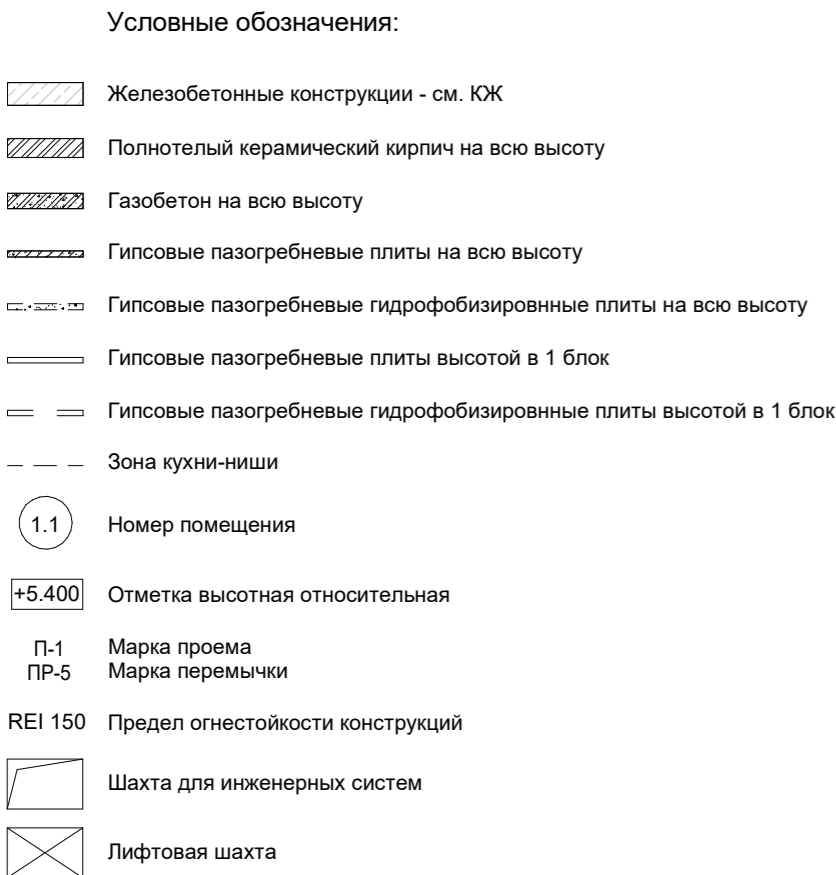 Условные обозначения:
Железобетонные конструкции - см. КЖ
Полнотелый керамический кирпич на всю высоту
Газобетон на всю высоту
Гипсовые пазогребневые плиты на всю высоту
Гипсовые пазогребневые гидрофобизировнные плиты на всю высоту
Гипсовые пазогребневые плиты высотой в 1 блок
Гипсовые пазогребневые гидрофобизировнные плиты высотой в 1 блок
Зона кухни-ниши
1.1 Номер помещения
+5.400 Отметка высотная относительная
П-1 Марка проема
ПР-5 Марка перемычки
REI 150 Предел огнестойкости конструкций
Шахта для инженерных систем
Лифтовая шахта